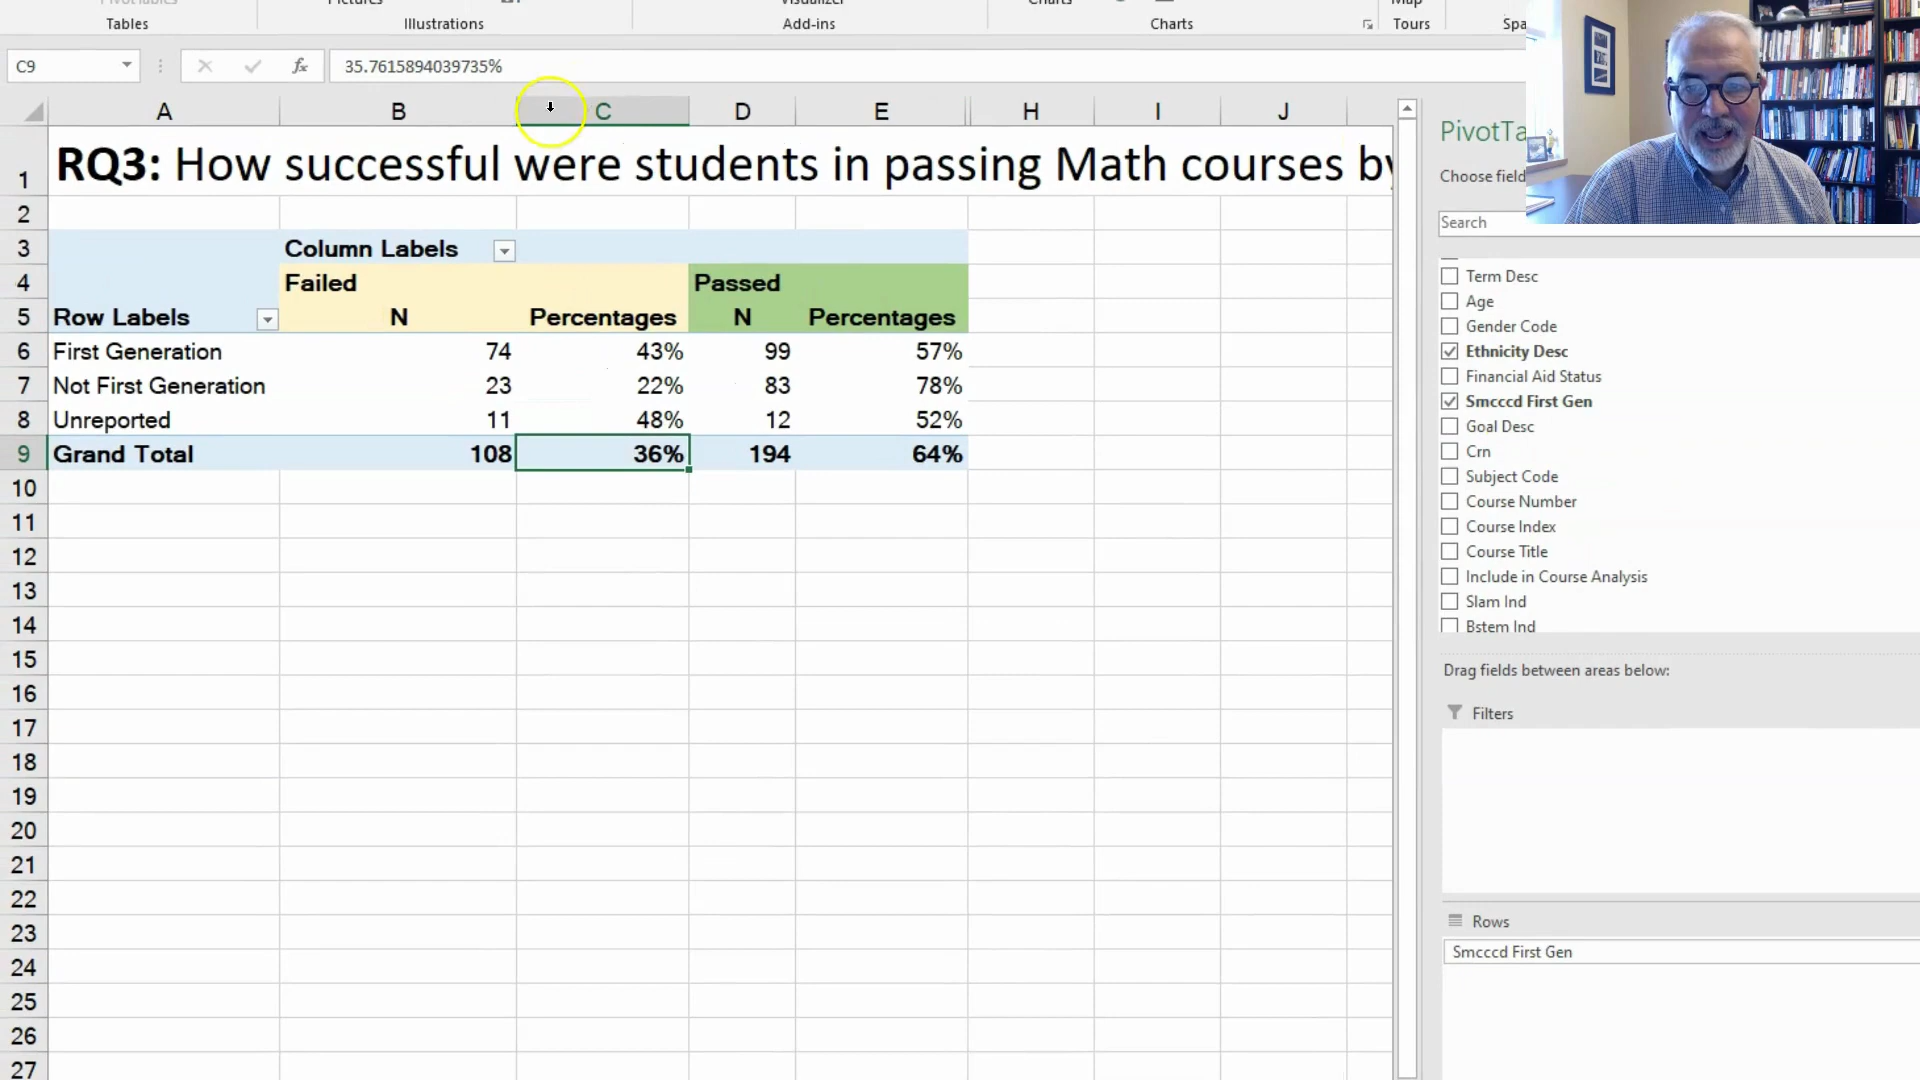 Tables
Illustrations
Add-ins
Charts
Tours
C9
fx
35.7615894039735%
A B C D E H I J
1 RQ3: How successful were students in passing Math courses by
2
3 Column Labels
4 Failed Passed
5 Row Labels N Percentages N Percentages
6 First Generation 74 43% 99 57%
7 Not First Generation 23 22% 83 78%
8 Unreported 11 48% 12 52%
9 Grand Total 108 36% 194 64%
10
11
12
13
14
15
16
17
18
19
20
21
22
23
24
25
26
27
Search
Term Desc
Age
Gender Code
Ethnicity Desc
Financial Aid Status
Smcccd First Gen
Goal Desc
Crn
Subject Code
Course Number
Course Index
Course Title
Include in Course Analysis
Slam Ind
Bstem Ind
Drag fields between areas below:
Filters
Rows
Smcccd First Gen